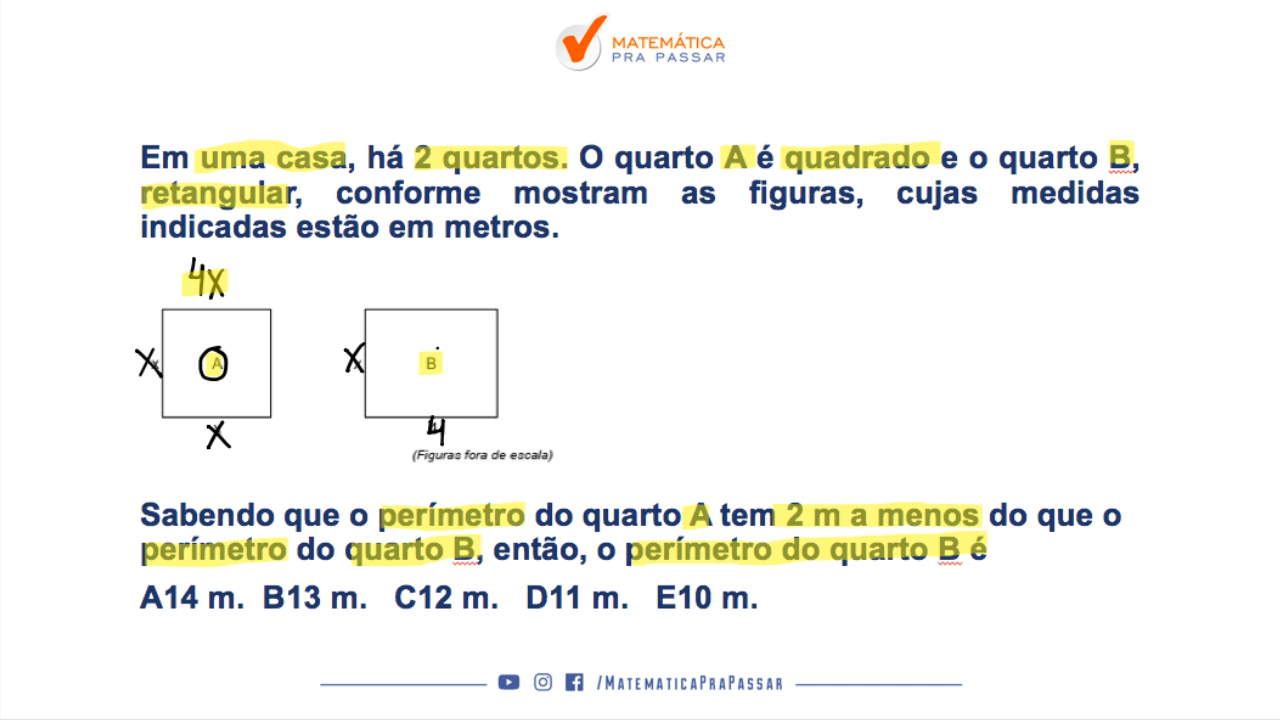 MATEMÁTICA
PRA PASSAR
Em uma casa, há 2 quartos. O quarto A é quadrado e o quarto B,
retangular, conforme mostram as figuras, cujas medidas
indicadas estão em metros.
4X
X A
X B
X
4
(Figuras fora de escala)
Sabendo que o perímetro do quarto A tem 2 m a menos do que o
perímetro do quarto B, então, o perímetro do quarto B é
A14 m. B13 m. C12 m. D11 m. E10 m.
/MATEMATICAPRAPASSAR